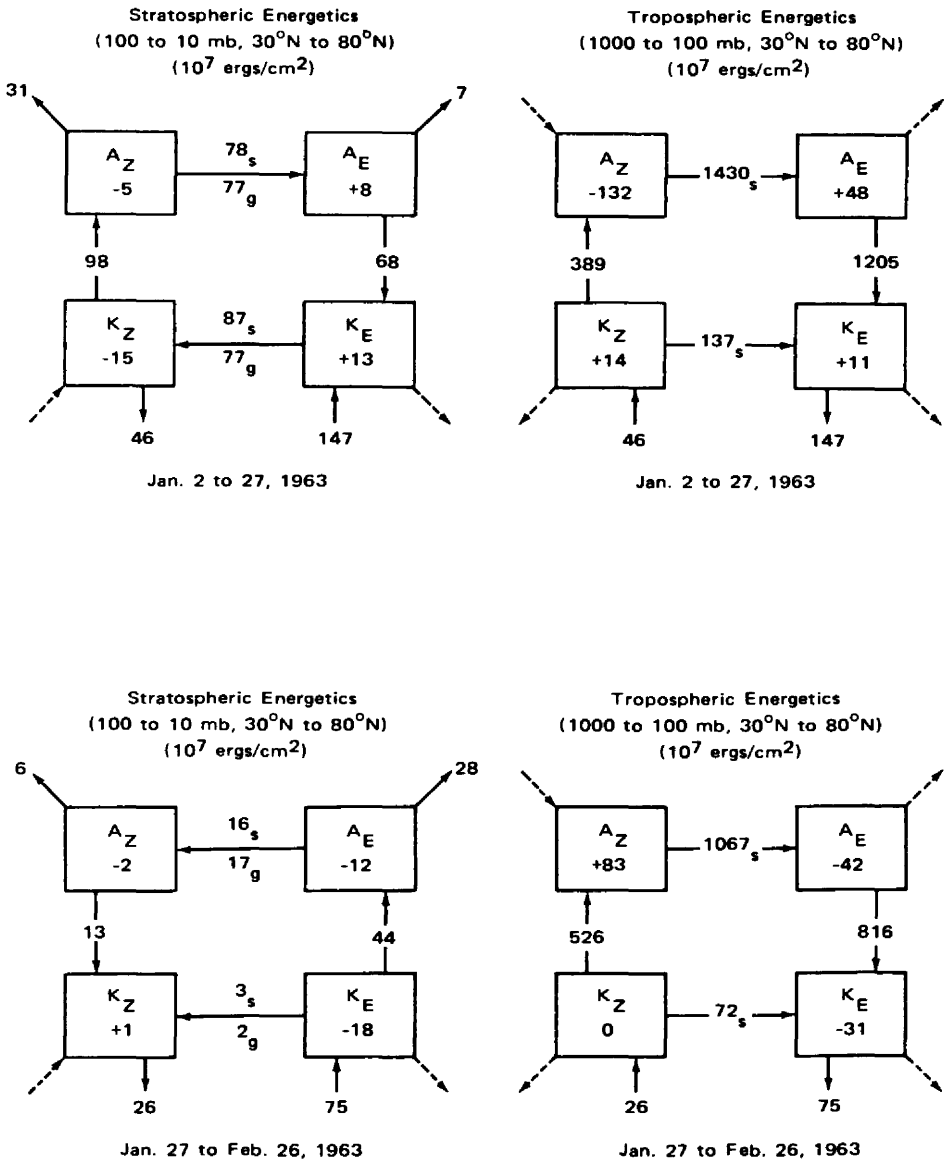 Stratospheric Energetics
(100 to 10 mb, 30°N to 80°N)
(10⁷ ergs/cm²)
31
7
A_Z
-5
78_s
77_g
A_E
+8
98
68
K_Z
-15
87_s
77_g
K_E
+13
46
147
Jan. 2 to 27, 1963
Tropospheric Energetics
(1000 to 100 mb, 30°N to 80°N)
(10⁷ ergs/cm²)
A_Z
-132
1430_s
A_E
+48
389
1205
K_Z
+14
137_s
K_E
+11
46
147
Jan. 2 to 27, 1963
Stratospheric Energetics
(100 to 10 mb, 30°N to 80°N)
(10⁷ ergs/cm²)
6
28
A_Z
-2
16_s
17_g
A_E
-12
13
44
K_Z
+1
3_s
2_g
K_E
-18
26
75
Jan. 27 to Feb. 26, 1963
Tropospheric Energetics
(1000 to 100 mb, 30°N to 80°N)
(10⁷ ergs/cm²)
A_Z
+83
1067_s
A_E
-42
526
816
K_Z
0
72_s
K_E
-31
26
75
Jan. 27 to Feb. 26, 1963